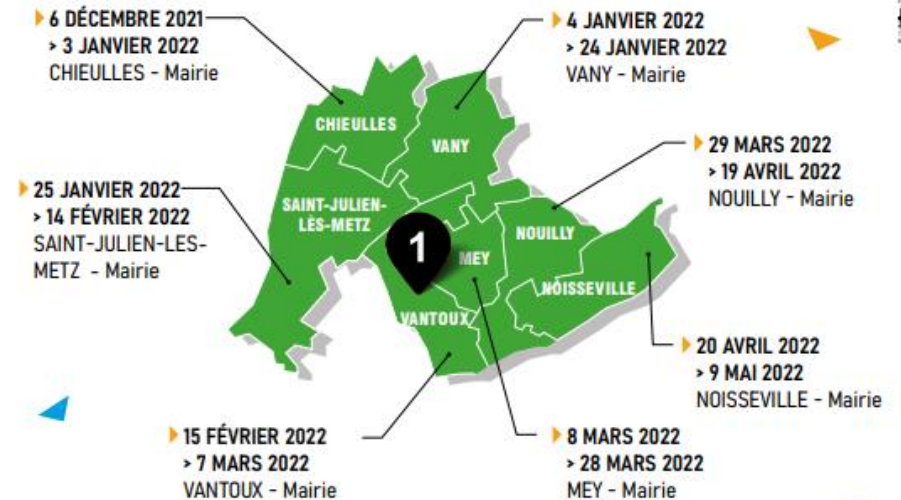 6 DÉCEMBRE 2021
> 3 JANVIER 2022
CHIEULLES - Mairie
4 JANVIER 2022
> 24 JANVIER 2022
VANY - Mairie
CHIEULLES
VANY
29 MARS 2022
> 19 AVRIL 2022
NOUILLY - Mairie
25 JANVIER 2022
> 14 FÉVRIER 2022
SAINT-JULIEN-LES-
METZ - Mairie
SAINT-JULIEN-
LÈS-METZ
1
MEY
NOUILLY
NOISSEVILLE
VANTOUX
20 AVRIL 2022
> 9 MAI 2022
NOISSEVILLE - Mairie
15 FÉVRIER 2022
> 7 MARS 2022
VANTOUX - Mairie
8 MARS 2022
> 28 MARS 2022
MEY - Mairie